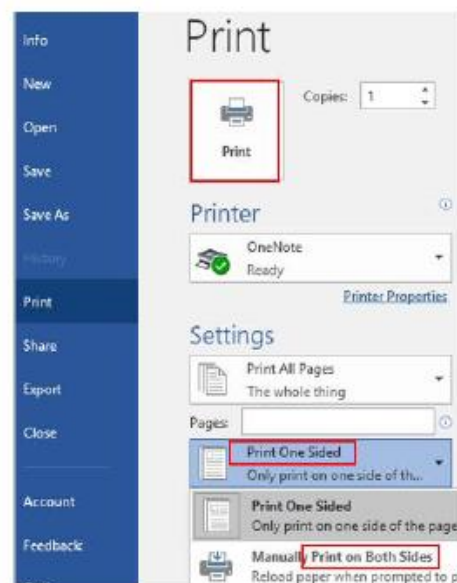 Info
New
Open
Save
Save As
History
Print
Share
Export
Close
Account
Feedback
Print
Print
Copies: 1
Printer
OneNote
Ready
Printer Properties
Settings
Print All Pages
The whole thing
Pages:
Print One Sided
Only print on one side of th...
Print One Sided
Only print on one side of the page
Manually Print on Both Sides
Reload paper when prompted to